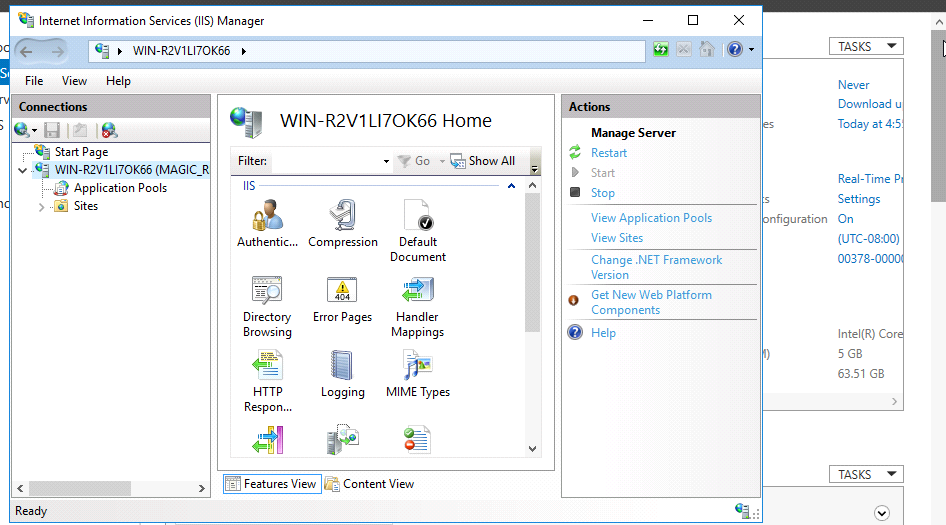 Internet Information Services (IIS) Manager
WIN-R2V1LI7OK66
File View Help
Connections
Start Page
WIN-R2V1LI7OK66 (MAGIC_R
Application Pools
Sites
WIN-R2V1LI7OK66 Home
Filter: Go Show All
IIS
Authentic... Compression Default
Document
Directory
Browsing
Error Pages
Handler
Mappings
HTTP
Respon...
Logging
MIME Types
Features View Content View
Actions
Manage Server
Restart
Start
Stop
View Application Pools
View Sites
Change .NET Framework
Version
Get New Web Platform
Components
Help
Ready
TASKS
Never
Download u
Today at 4:5
Real-Time Pr
Settings
onfiguration On
(UTC-08:00)
00378-0000
Intel(R) Core
5 GB
63.51 GB
TASKS